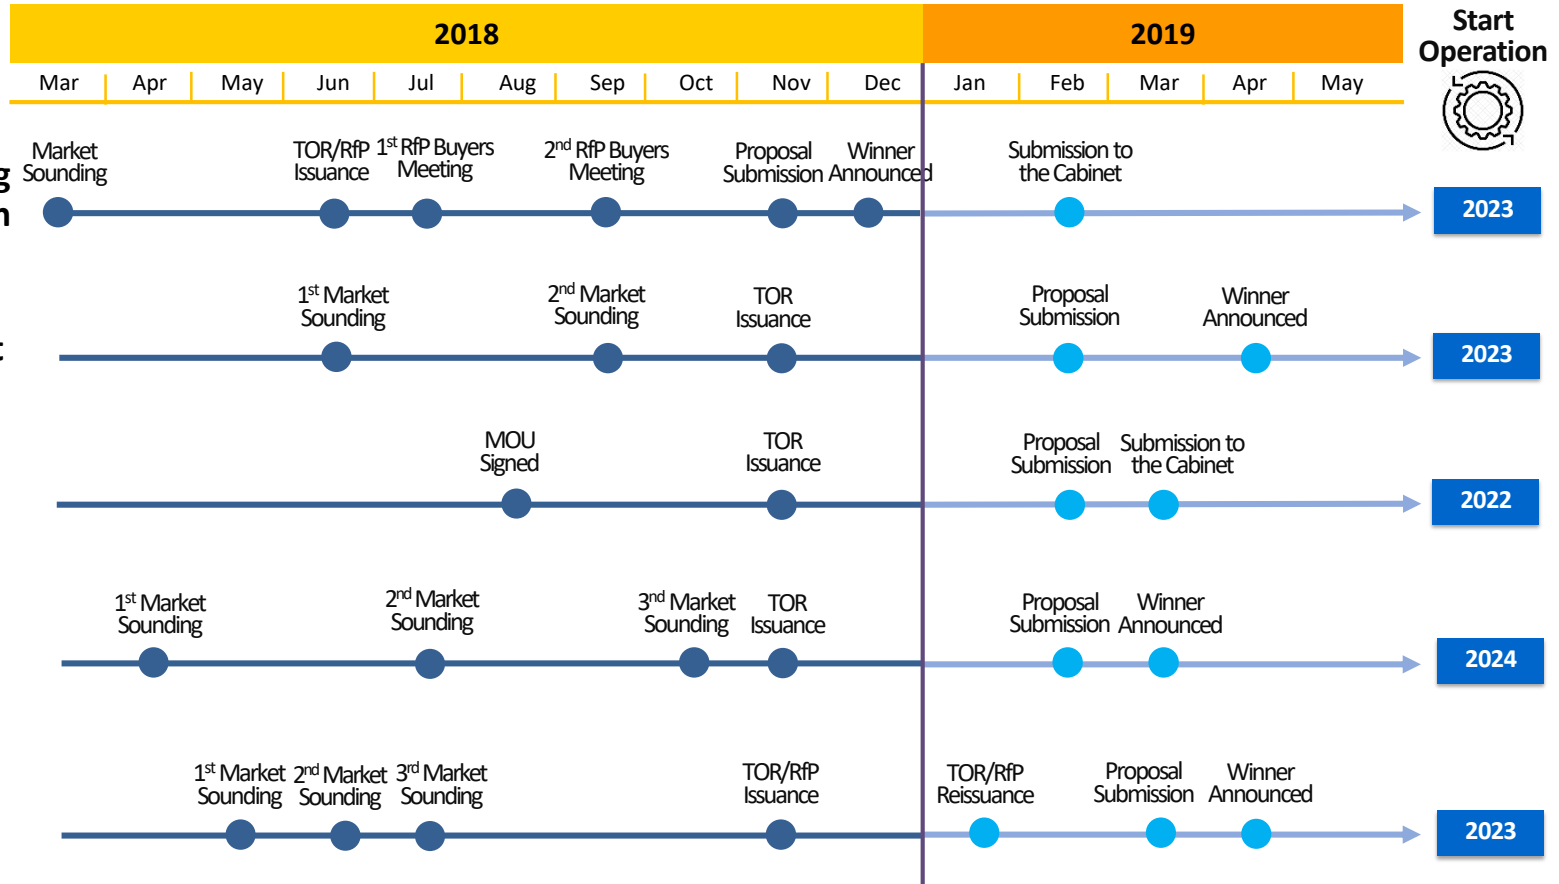 2018
2019
Start
Operation
Mar Apr May Jun Jul Aug Sep Oct Nov Dec Jan Feb Mar Apr May
Market
Sounding
TOR/RfP
Issuance
1st RfP Buyers
Meeting
2nd RfP Buyers
Meeting
Proposal
Submission
Winner
Announced
Submission to
the Cabinet
2023
1st Market
Sounding
2nd Market
Sounding
TOR
Issuance
Proposal
Submission
Winner
Announced
2023
MOU
Signed
TOR
Issuance
Proposal
Submission
Submission to
the Cabinet
2022
1st Market
Sounding
2nd Market
Sounding
3nd Market
Sounding
TOR
Issuance
Proposal
Submission
Winner
Announced
2024
1st Market
Sounding
2nd Market
Sounding
3rd Market
Sounding
TOR/RfP
Issuance
TOR/RfP
Reissuance
Proposal
Submission
Winner
Announced
2023